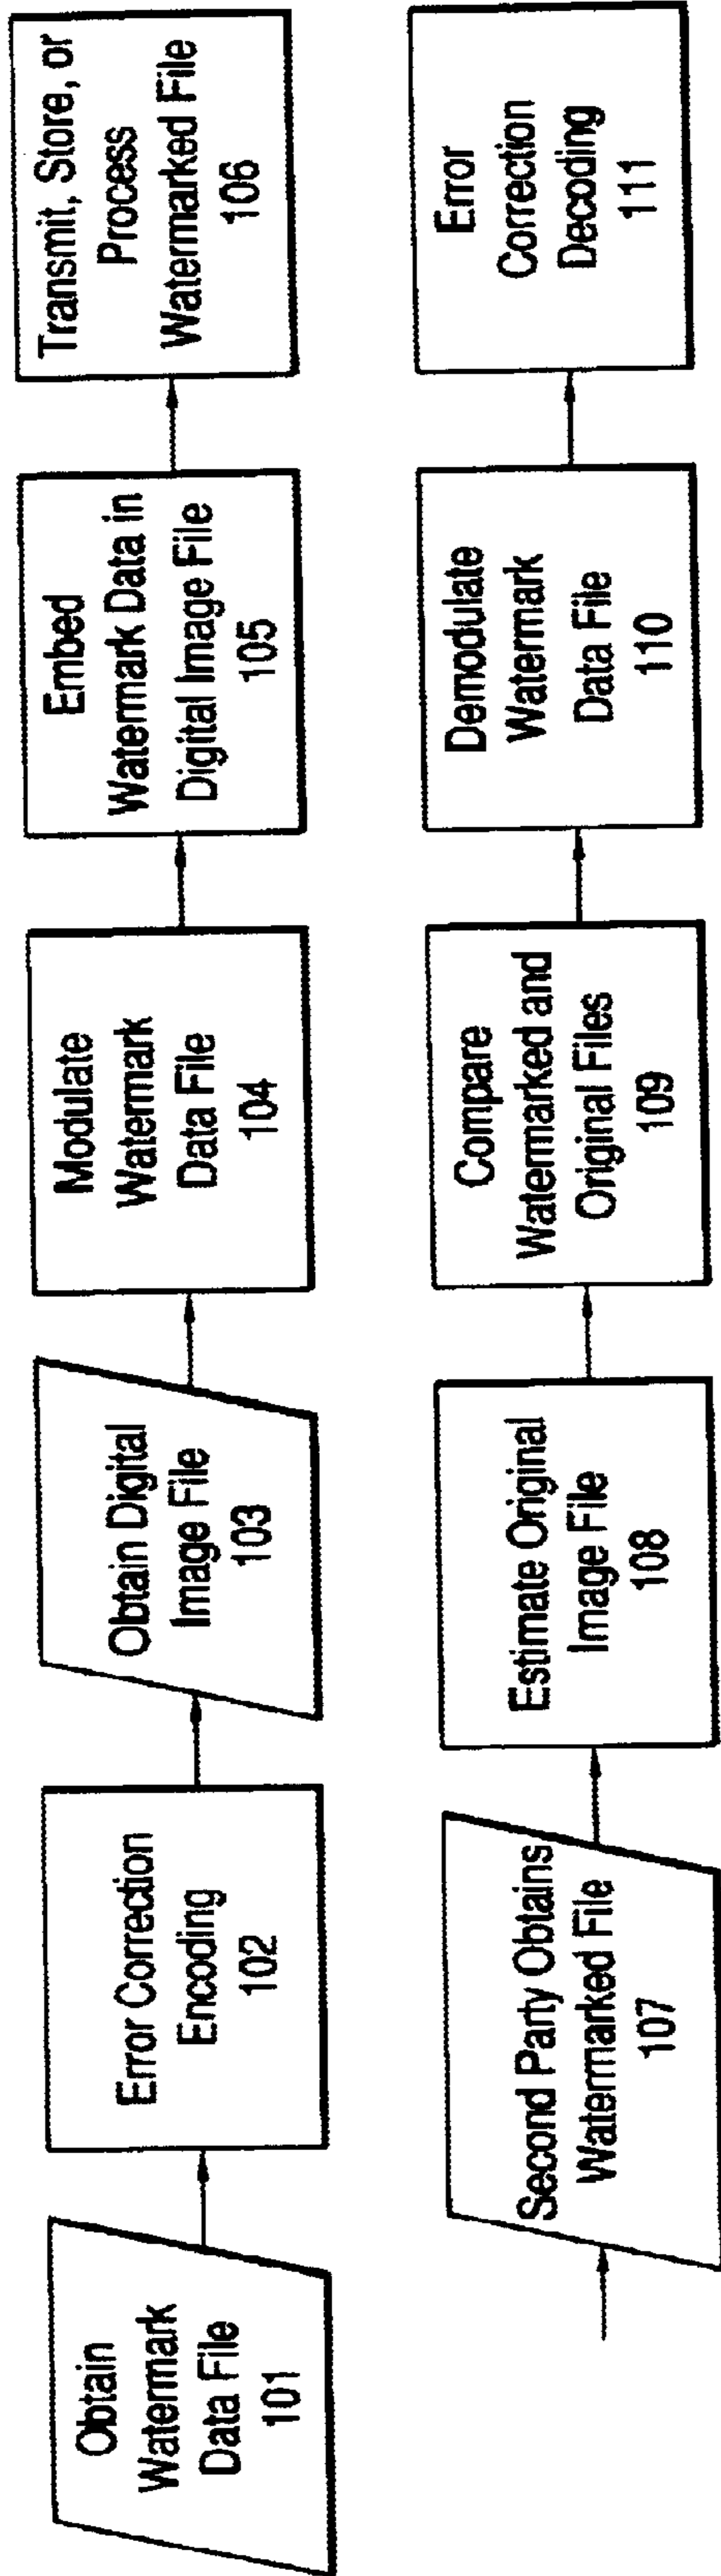 Obtain
Watermark
Data File
101
Error Correction
Encoding
102
Obtain Digital
Image File
103
Modulate
Watermark
Data File
104
Embed
Watermark Data in
Digital Image File
105
Transmit, Store, or
Process
Watermarked File
106
Second Party Obtains
Watermarked File
107
Estimate Original
Image File
108
Compare
Watermarked and
Original Files
109
Demodulate
Watermark
Data File
110
Error
Correction
Decoding
111